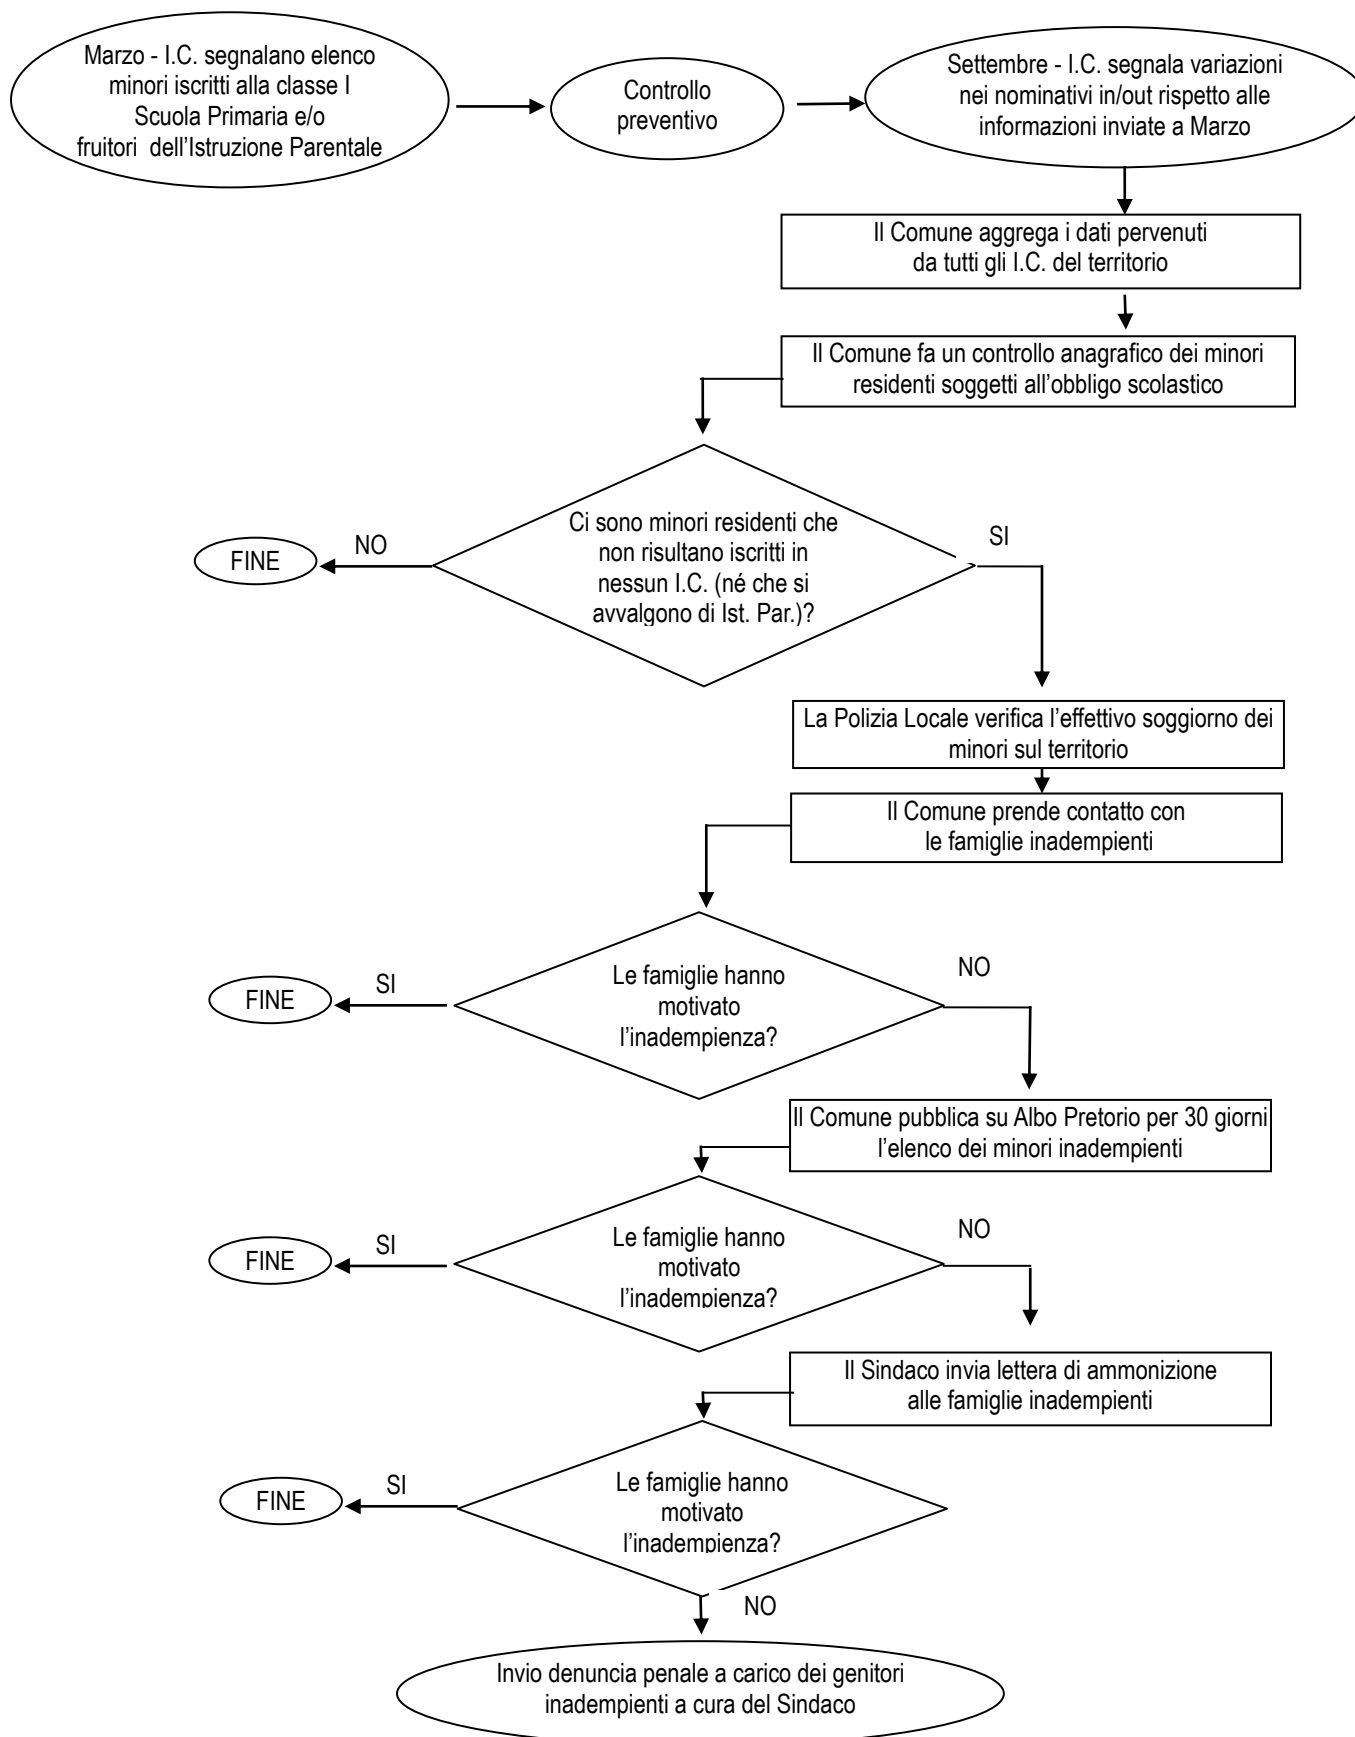 Marzo - I.C. segnalano elenco
minori iscritti alla classe I
Scuola Primaria e/o
fruitori dell’Istruzione Parentale
Controllo
preventivo
Settembre - I.C. segnala variazioni
nei nominativi in/out rispetto alle
informazioni inviate a Marzo
Il Comune aggrega i dati pervenuti
da tutti gli I.C. del territorio
Il Comune fa un controllo anagrafico dei minori
residenti soggetti all’obbligo scolastico
Ci sono minori residenti che
non risultano iscritti in
nessun I.C. (né che si
avvalgono di Ist. Par.)?
NO
FINE
SI
La Polizia Locale verifica l’effettivo soggiorno dei
minori sul territorio
Il Comune prende contatto con
le famiglie inadempienti
Le famiglie hanno
motivato
l’inadempienza?
SI
FINE
NO
Il Comune pubblica su Albo Pretorio per 30 giorni
l’elenco dei minori inadempienti
Le famiglie hanno
motivato
l’inadempienza?
SI
FINE
NO
Il Sindaco invia lettera di ammonizione
alle famiglie inadempienti
Le famiglie hanno
motivato
l’inadempienza?
SI
FINE
NO
Invio denuncia penale a carico dei genitori
inadempienti a cura del Sindaco